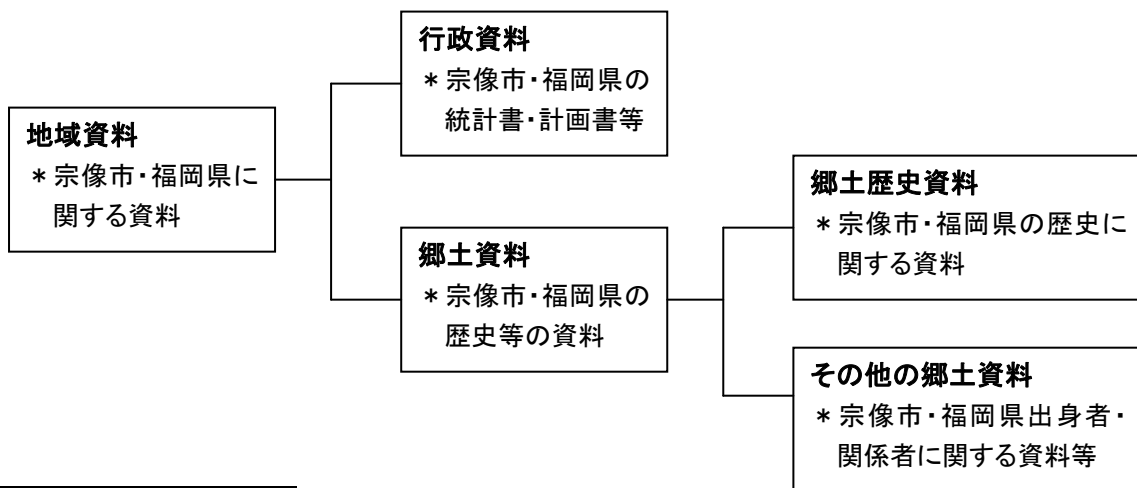 行政資料
*宗像市・福岡県の
統計書・計画書等
地域資料
*宗像市・福岡県に
関する資料
郷土資料
*宗像市・福岡県の
歴史等の資料
郷土歴史資料
*宗像市・福岡県の歴史に
関する資料
その他の郷土資料
*宗像市・福岡県出身者・
関係者に関する資料等